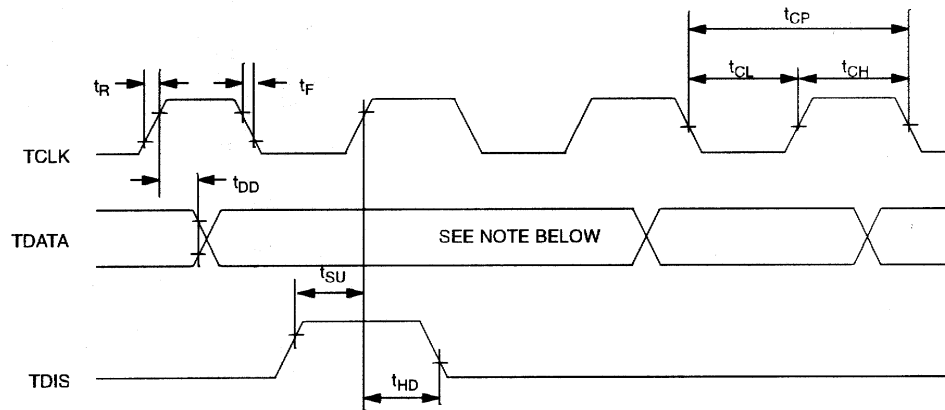 tCP
tR
tF
tCL
tCH
TCLK
tDD
TDATA
SEE NOTE BELOW
tSU
TDIS
tHD